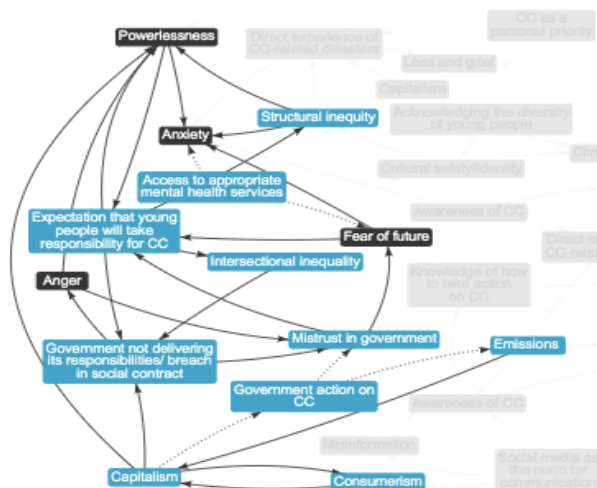 CC as a
personal priority
Powerlessness
Direct experience of
CC-related disasters
Loss and grief
Capitalism
Structural inequity
Acknowledging the diversity
of young people
Anxiety
Cultural safety/identity
Access to appropriate
mental health services
Awareness of CC
Expectation that young
people will take
responsibility for CC
Fear of future
Intersectional inequality
Knowledge of how
to take action
on CC
Anger
Mistrust in government
Emissions
Government not delivering
its responsibilities/ breach
in social contract
Government action on
CC
Awareness of CC
Misinformation
Social media as
the norm for
communication
Capitalism
Consumerism